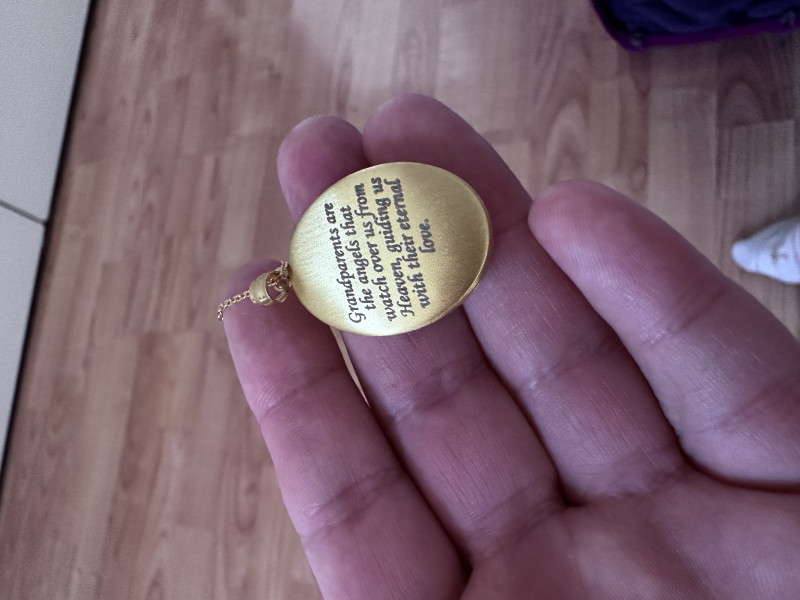 Grandparents are
the angels that
watch over us from
Heaven, guiding us
with their eternal
love.